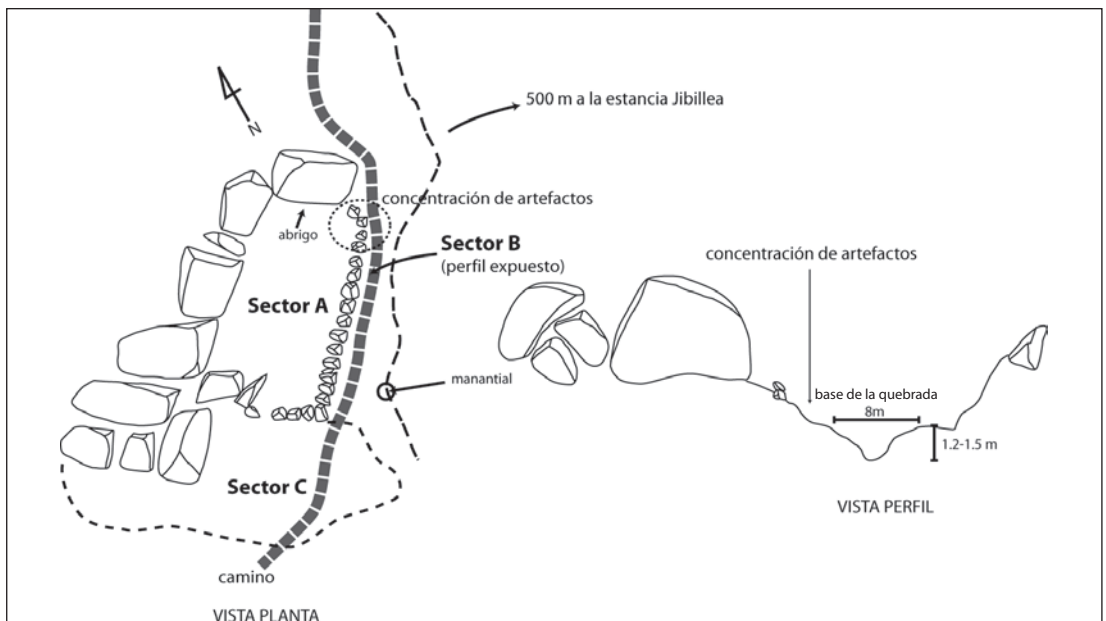 N
500 m a la estancia Jibillea
concentración de artefactos
abrigo
Sector B
(perfil expuesto)
Sector A
manantial
Sector C
camino
VISTA PLANTA
concentración de artefactos
base de la quebrada
8m
1.2-1.5 m
VISTA PERFIL